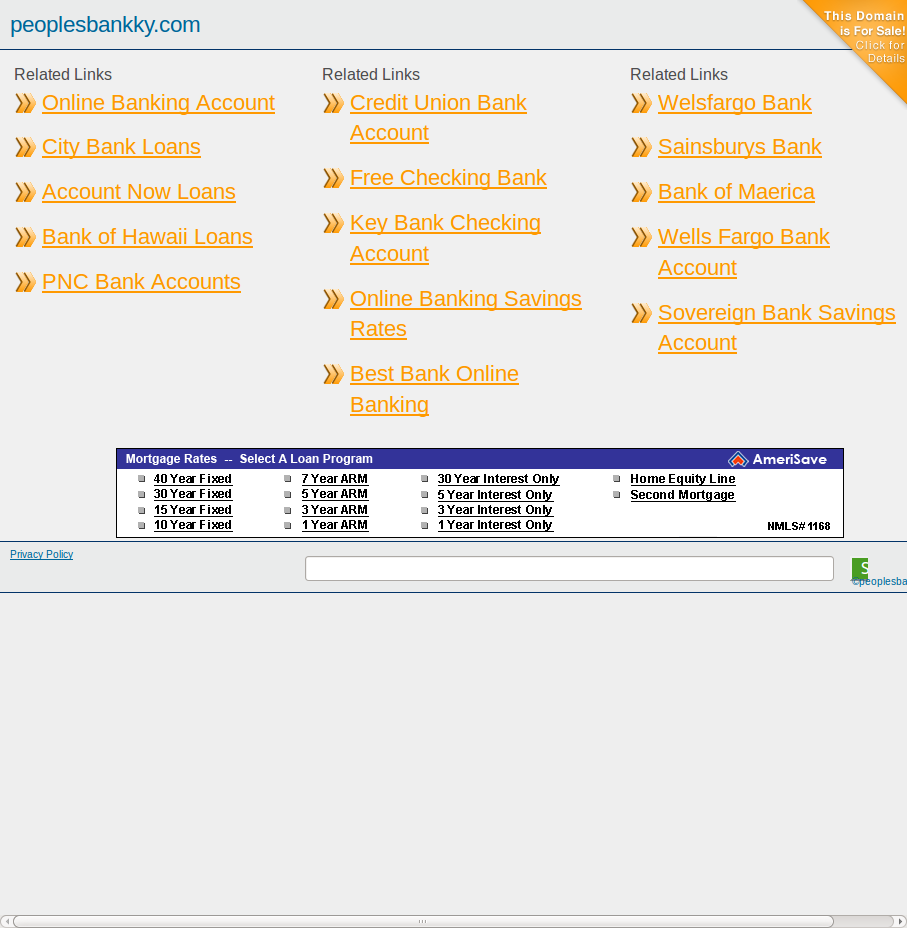 peoplesbankky.com
This Domain
is For Sale!
Click for
Details
Related Links
Online Banking Account
City Bank Loans
Account Now Loans
Bank of Hawaii Loans
PNC Bank Accounts
Related Links
Credit Union Bank
Account
Free Checking Bank
Key Bank Checking
Account
Online Banking Savings
Rates
Best Bank Online
Banking
Related Links
Welsfargo Bank
Sainsburys Bank
Bank of Maerica
Wells Fargo Bank
Account
Sovereign Bank Savings
Account
Mortgage Rates -- Select A Loan Program
AmeriSave
40 Year Fixed
30 Year Fixed
15 Year Fixed
10 Year Fixed
7 Year ARM
5 Year ARM
3 Year ARM
1 Year ARM
30 Year Interest Only
5 Year Interest Only
3 Year Interest Only
1 Year Interest Only
Home Equity Line
Second Mortgage
NMLS# 1168
Privacy Policy
S
©peoplesba